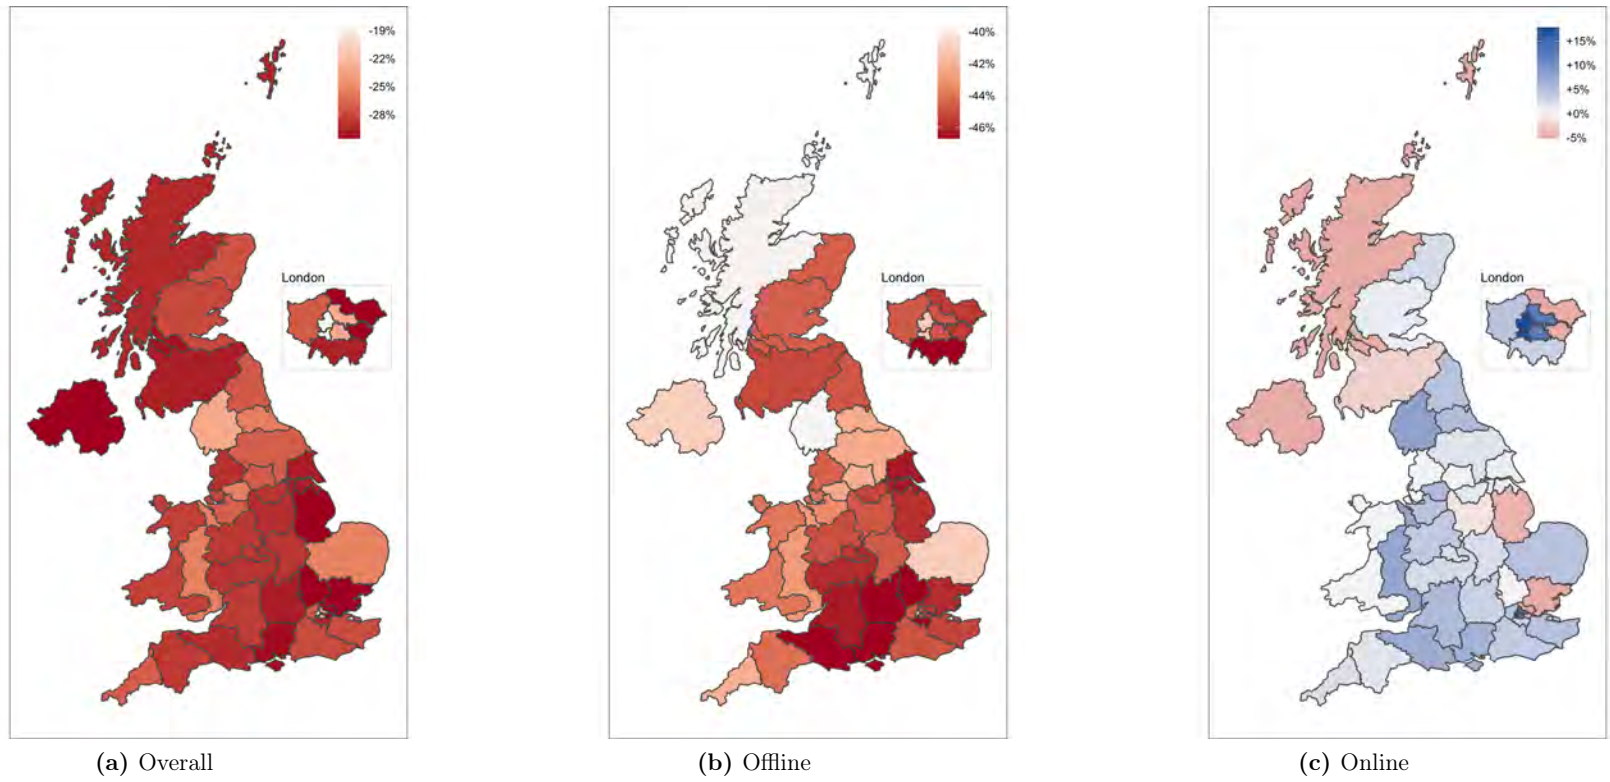 -19%
-22%
-25%
-28%
London
(a) Overall
-40%
-42%
-44%
-46%
London
(b) Offline
+15%
+10%
+5%
+0%
-5%
London
(c) Online